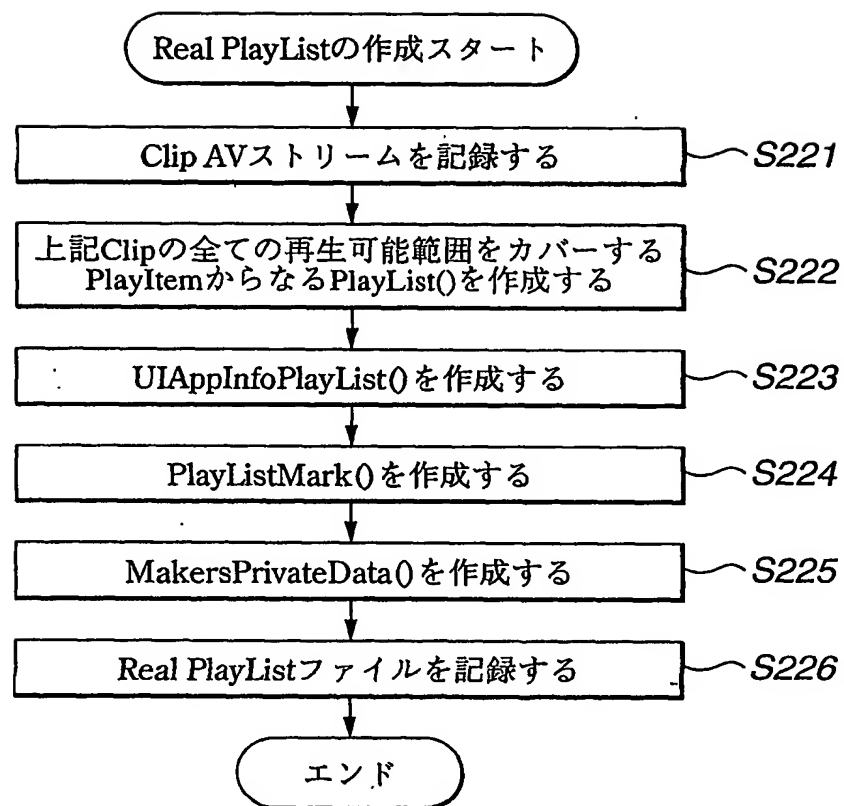 Real PlayListの作成スタート
Clip AVストリームを記録する
S221
上記Clipの全ての再生可能範囲をカバーする
PlayItemからなるPlayList()を作成する
S222
UIAppInfoPlayList()を作成する
S223
PlayListMark()を作成する
S224
MakersPrivateData()を作成する
S225
Real PlayListファイルを記録する
S226
エンド